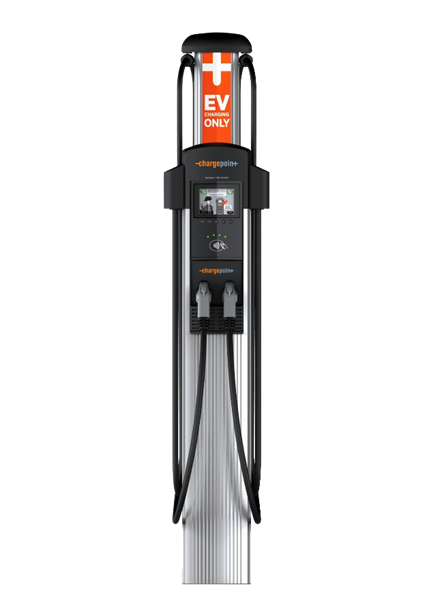 EV
CHARGING
ONLY
-chargepoin+
-chargepoin+